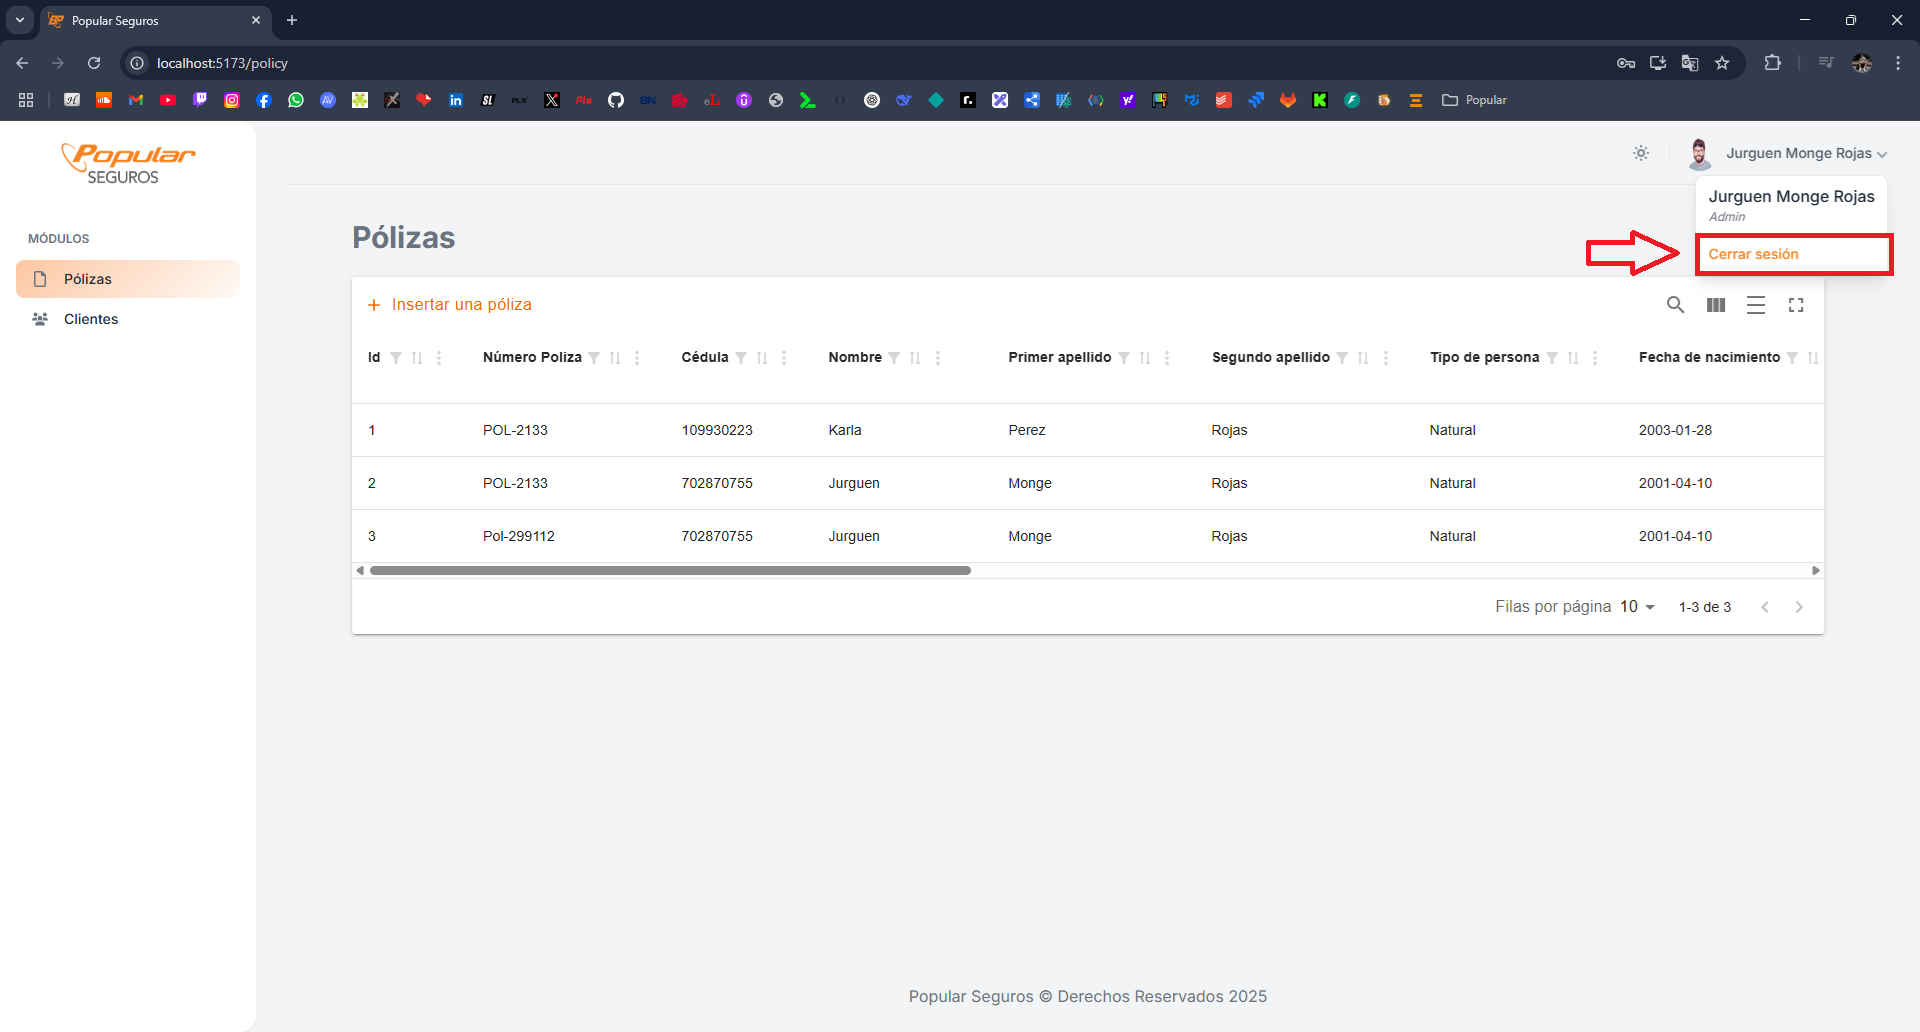 Popular Seguros
localhost:5173/policy
Popular
Popular
SEGUROS
Jurguen Monge Rojas
Jurguen Monge Rojas
Admin
Cerrar sesión
MÓDULOS
Pólizas
Clientes
Pólizas
Insertar una póliza
Id Número Poliza Cédula Nombre Primer apellido Segundo apellido Tipo de persona Fecha de nacimiento
1 POL-2133 109930223 Karla Perez Rojas Natural 2003-01-28
2 POL-2133 702870755 Jurguen Monge Rojas Natural 2001-04-10
3 Pol-299112 702870755 Jurguen Monge Rojas Natural 2001-04-10
Filas por página 10 1-3 de 3
Popular Seguros © Derechos Reservados 2025